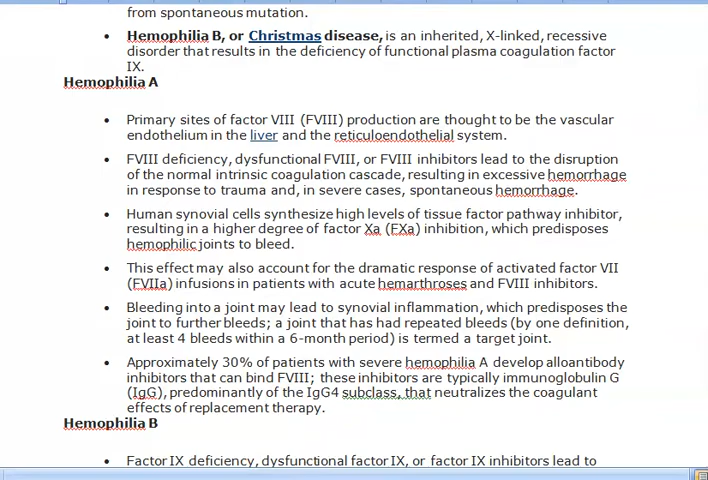 from spontaneous mutation.
• Hemophilia B, or Christmas disease, is an inherited, X-linked, recessive
disorder that results in the deficiency of functional plasma coagulation factor
IX.
Hemophilia A
• Primary sites of factor VIII (FVIII) production are thought to be the vascular
endothelium in the liver and the reticuloendothelial system.
• FVIII deficiency, dysfunctional FVIII, or FVIII inhibitors lead to the disruption
of the normal intrinsic coagulation cascade, resulting in excessive hemorrhage
in response to trauma and, in severe cases, spontaneous hemorrhage.
• Human synovial cells synthesize high levels of tissue factor pathway inhibitor,
resulting in a higher degree of factor Xa (FXa) inhibition, which predisposes
hemophilic joints to bleed.
• This effect may also account for the dramatic response of activated factor VII
(FVIIa) infusions in patients with acute hemarthroses and FVIII inhibitors.
• Bleeding into a joint may lead to synovial inflammation, which predisposes the
joint to further bleeds; a joint that has had repeated bleeds (by one definition,
at least 4 bleeds within a 6-month period) is termed a target joint.
• Approximately 30% of patients with severe hemophilia A develop alloantibody
inhibitors that can bind FVIII; these inhibitors are typically immunoglobulin G
(IgG), predominantly of the IgG4 subclass, that neutralizes the coagulant
effects of replacement therapy.
Hemophilia B
• Factor IX deficiency, dysfunctional factor IX, or factor IX inhibitors lead to